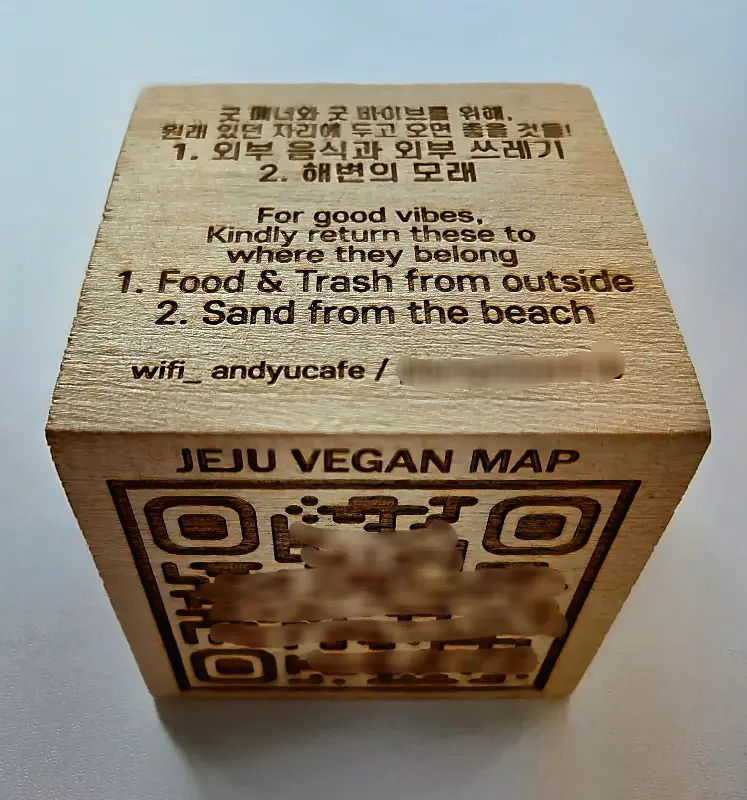 굿 매너와 굿 바이브를 위해,
원래 있던 자리에 두고 오면 좋을 것들!
1. 외부 음식과 외부 쓰레기
2. 해변의 모래
For good vibes,
Kindly return these to
where they belong
1. Food & Trash from outside
2. Sand from the beach
wifi_ andyucafe /
JEJU VEGAN MAP